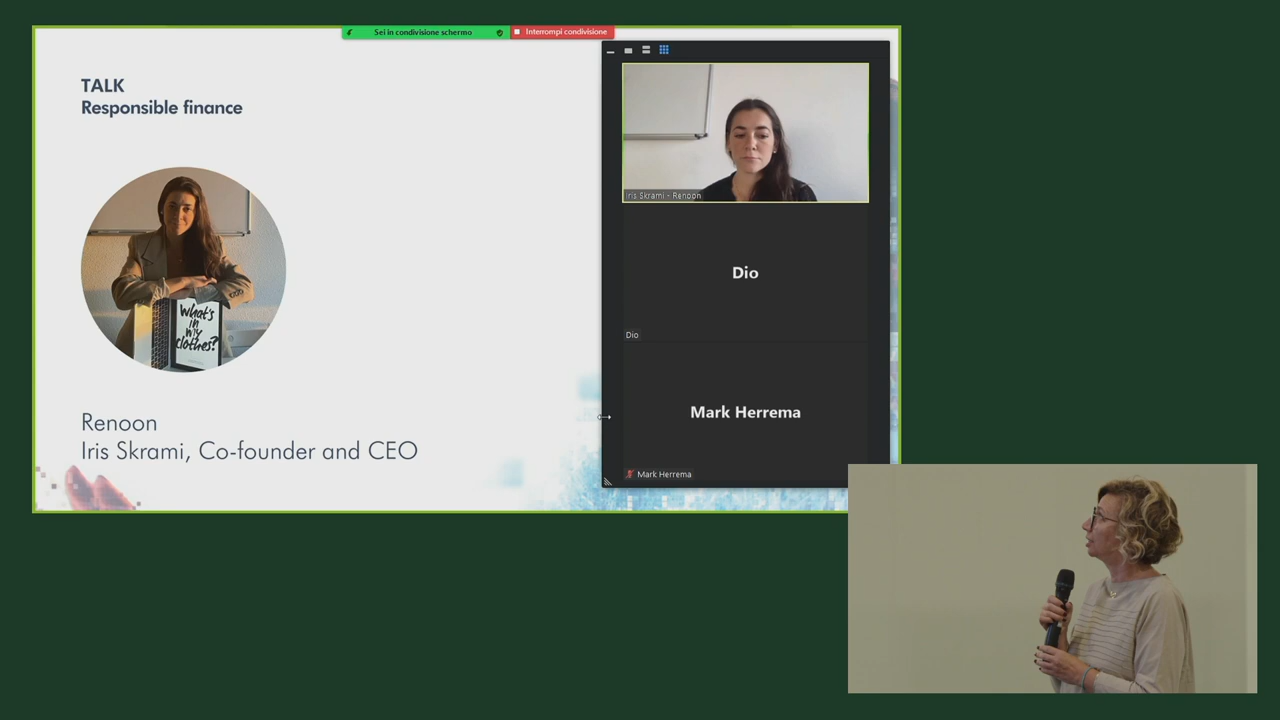 Sei in condivisione schermo
Interrompi condivisione
TALK
Responsible finance
What's
in
my
clothes?
Renoon
Iris Skrami, Co-founder and CEO
Iris Skrami - Renoon
Dio
Dio
Mark Herrema
Mark Herrema